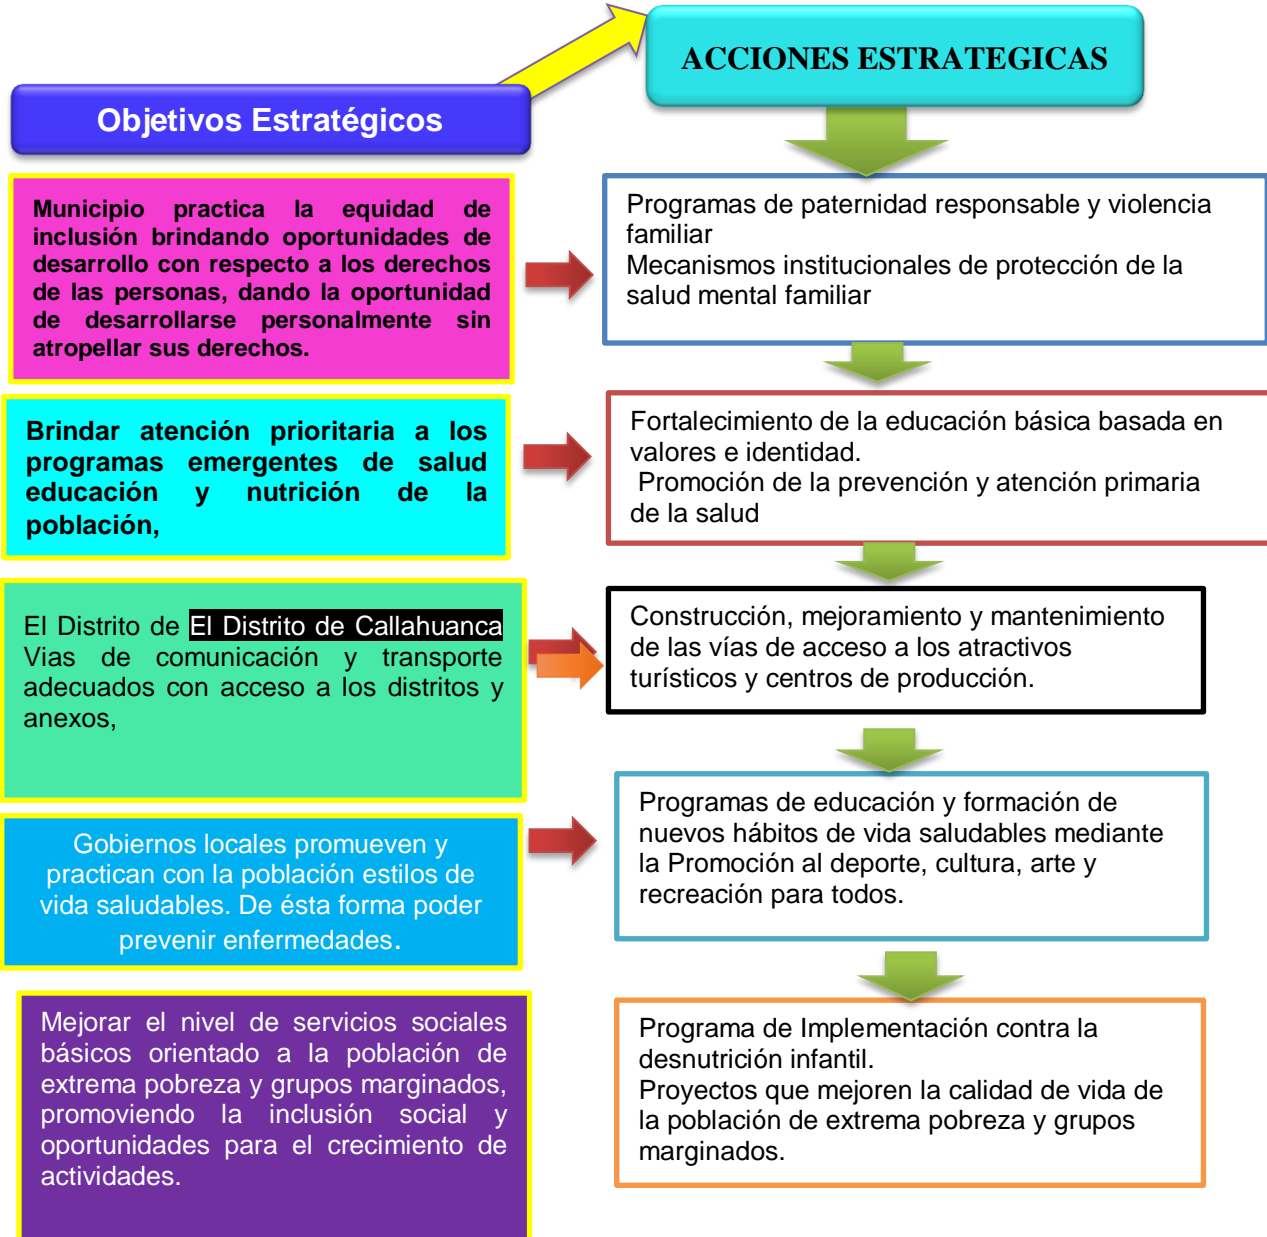 ACCIONES ESTRATEGICAS
Objetivos Estratégicos
Municipio practica la equidad de
inclusión brindando oportunidades de
desarrollo con respecto a los derechos
de las personas, dando la oportunidad
de desarrollarse personalmente sin
atropellar sus derechos.
Programas de paternidad responsable y violencia
familiar
Mecanismos institucionales de protección de la
salud mental familiar
Brindar atención prioritaria a los
programas emergentes de salud
educación y nutrición de la
población,
Fortalecimiento de la educación básica basada en
valores e identidad.
Promoción de la prevención y atención primaria
de la salud
El Distrito de El Distrito de Callahuanca
Vias de comunicación y transporte
adecuados con acceso a los distritos y
anexos,
Construcción, mejoramiento y mantenimiento
de las vías de acceso a los atractivos
turísticos y centros de producción.
Gobiernos locales promueven y
practican con la población estilos de
vida saludables. De ésta forma poder
prevenir enfermedades.
Programas de educación y formación de
nuevos hábitos de vida saludables mediante
la Promoción al deporte, cultura, arte y
recreación para todos.
Mejorar el nivel de servicios sociales
básicos orientado a la población de
extrema pobreza y grupos marginados,
promoviendo la inclusión social y
oportunidades para el crecimiento de
actividades.
Programa de Implementación contra la
desnutrición infantil.
Proyectos que mejoren la calidad de vida de
la población de extrema pobreza y grupos
marginados.